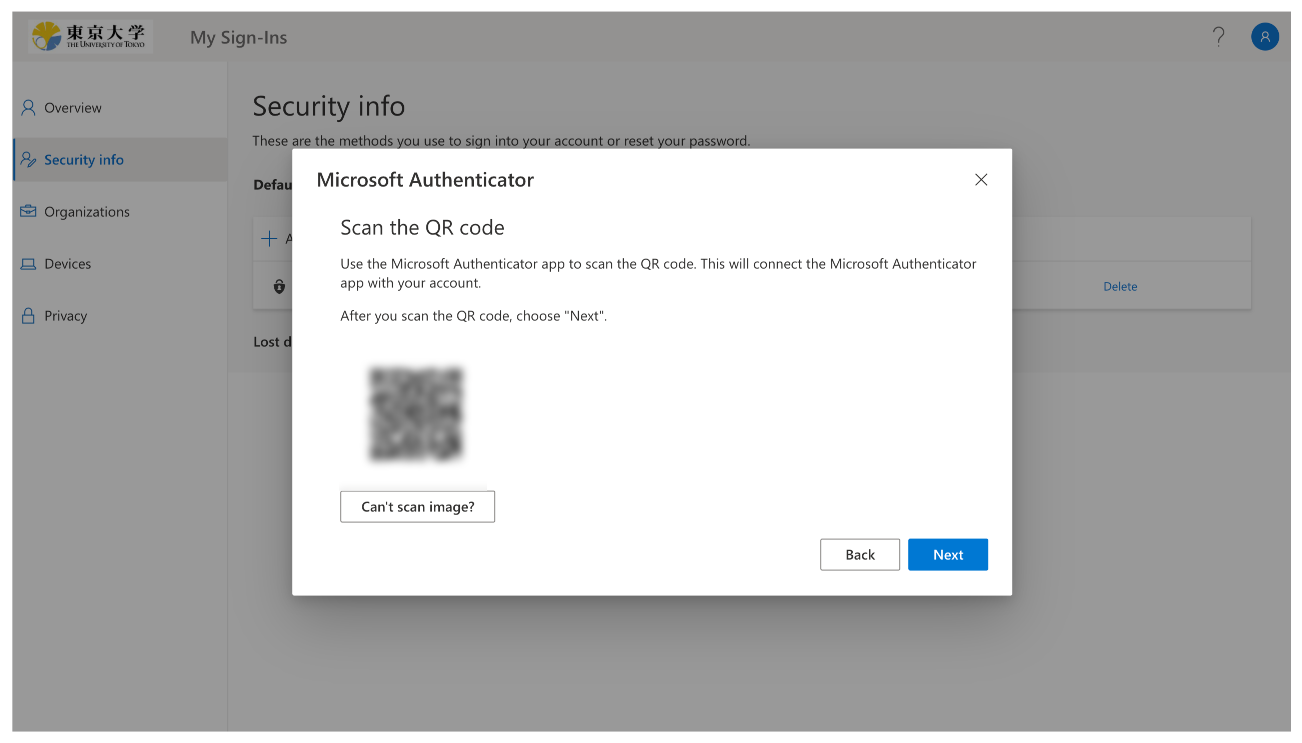 東京大学
THE UNIVERSITY OF TOKYO
My Sign-Ins
Overview
Security info
Organizations
Devices
Privacy
Security info
These are the methods you use to sign into your account or reset your password.
Defau
A
Delete
Lost d
Microsoft Authenticator
Scan the QR code
Use the Microsoft Authenticator app to scan the QR code. This will connect the Microsoft Authenticator
app with your account.
After you scan the QR code, choose "Next".
Can't scan image?
Back
Next